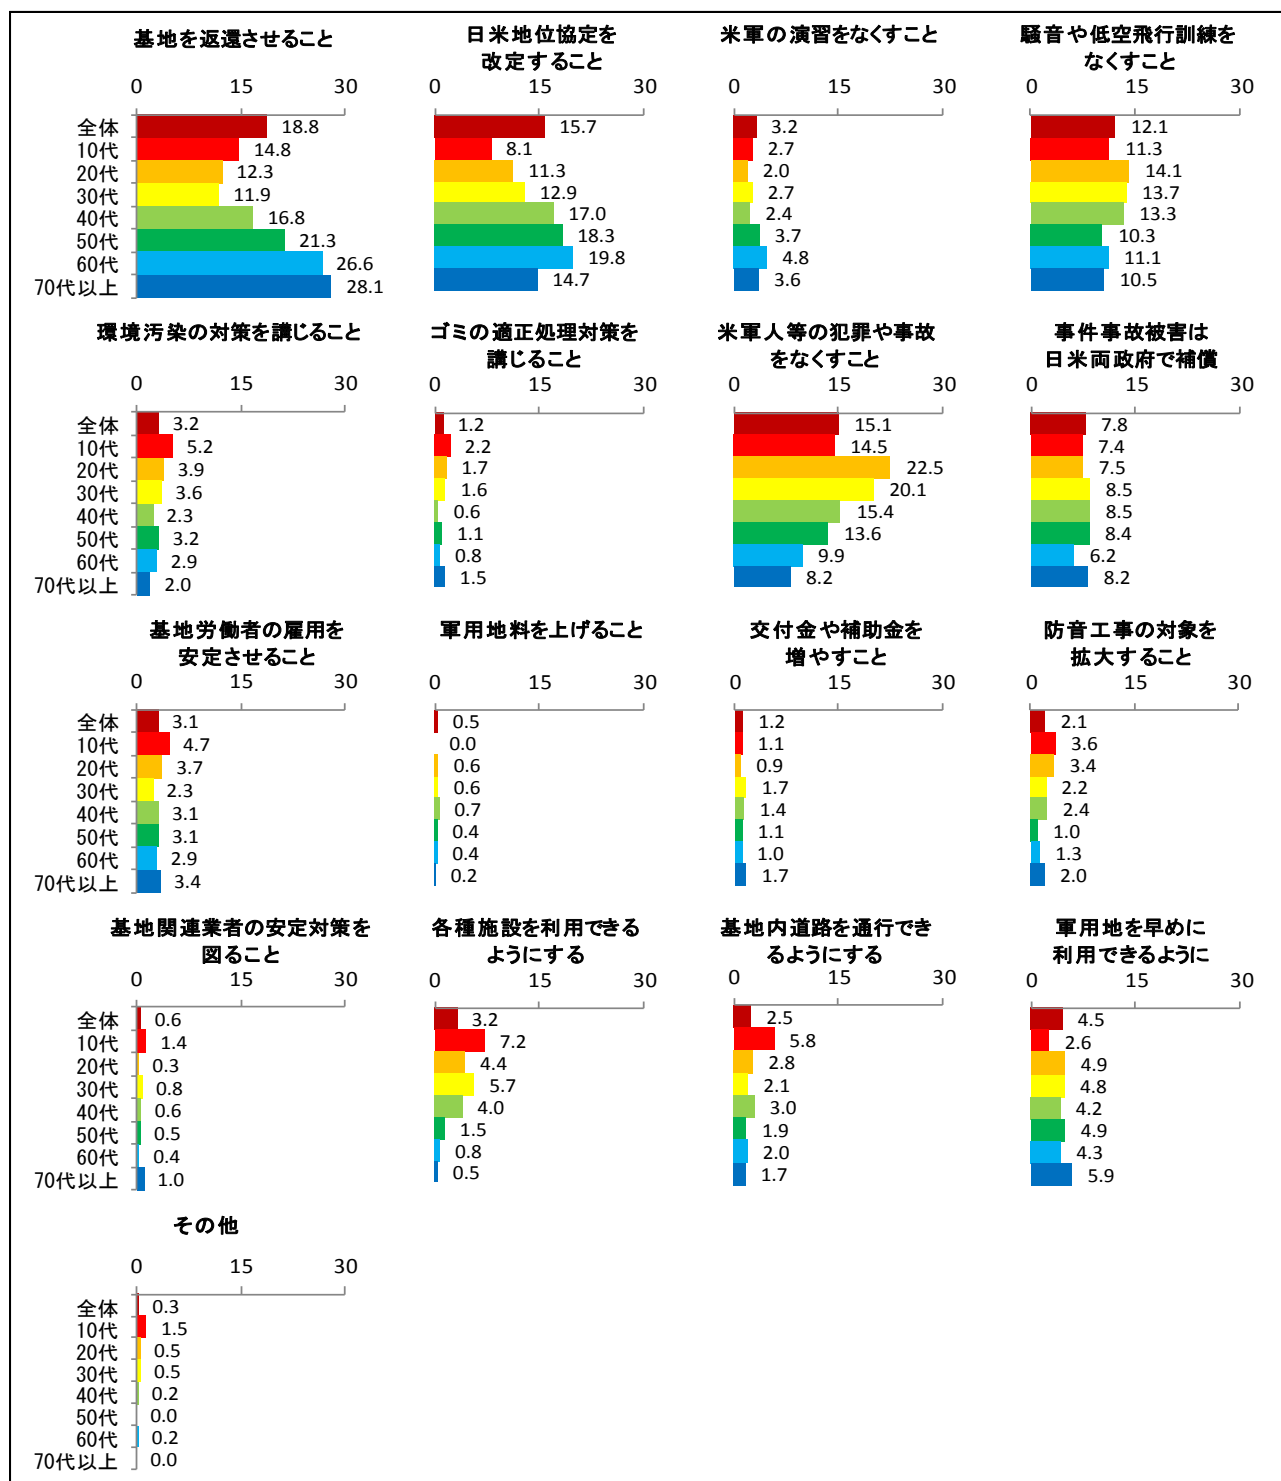 基地を返還させること
0 15 30
全体 18.8
10代 14.8
20代 12.3
30代 11.9
40代 16.8
50代 21.3
60代 26.6
70代以上 28.1
日米地位協定を
改定すること
0 15 30
15.7
8.1
11.3
12.9
17.0
18.3
19.8
14.7
米軍の演習をなくすこと
0 15 30
3.2
2.7
2.0
2.7
2.4
3.7
4.8
3.6
騒音や低空飛行訓練を
なくすこと
0 15 30
12.1
11.3
14.1
13.7
13.3
10.3
11.1
10.5
環境汚染の対策を講じること
0 15 30
全体 3.2
10代 5.2
20代 3.9
30代 3.6
40代 2.3
50代 3.2
60代 2.9
70代以上 2.0
ゴミの適正処理対策を
講じること
0 15 30
1.2
2.2
1.7
1.6
0.6
1.1
0.8
1.5
米軍人等の犯罪や事故
をなくすこと
0 15 30
15.1
14.5
22.5
20.1
15.4
13.6
9.9
8.2
事件事故被害は
日米両政府で補償
0 15 30
7.8
7.4
7.5
8.5
8.5
8.4
6.2
8.2
基地労働者の雇用を
安定させること
0 15 30
全体 3.1
10代 4.7
20代 3.7
30代 2.3
40代 3.1
50代 3.1
60代 2.9
70代以上 3.4
軍用地料を上げること
0 15 30
0.5
0.0
0.6
0.6
0.7
0.4
0.4
0.2
交付金や補助金を
増やすこと
0 15 30
1.2
1.1
0.9
1.7
1.4
1.1
1.0
1.7
防音工事の対象を
拡大すること
0 15 30
2.1
3.6
3.4
2.2
2.4
1.0
1.3
2.0
基地関連業者の安定対策を
図ること
0 15 30
全体 0.6
10代 1.4
20代 0.3
30代 0.8
40代 0.6
50代 0.5
60代 0.4
70代以上 1.0
各種施設を利用できる
ようにする
0 15 30
3.2
7.2
4.4
5.7
4.0
1.5
0.8
0.5
基地内道路を通行でき
るようにする
0 15 30
2.5
5.8
2.8
2.1
3.0
1.9
2.0
1.7
軍用地を早めに
利用できるように
0 15 30
4.5
2.6
4.9
4.8
4.2
4.9
4.3
5.9
その他
0 15 30
全体 0.3
10代 1.5
20代 0.5
30代 0.5
40代 0.2
50代 0.0
60代 0.2
70代以上 0.0